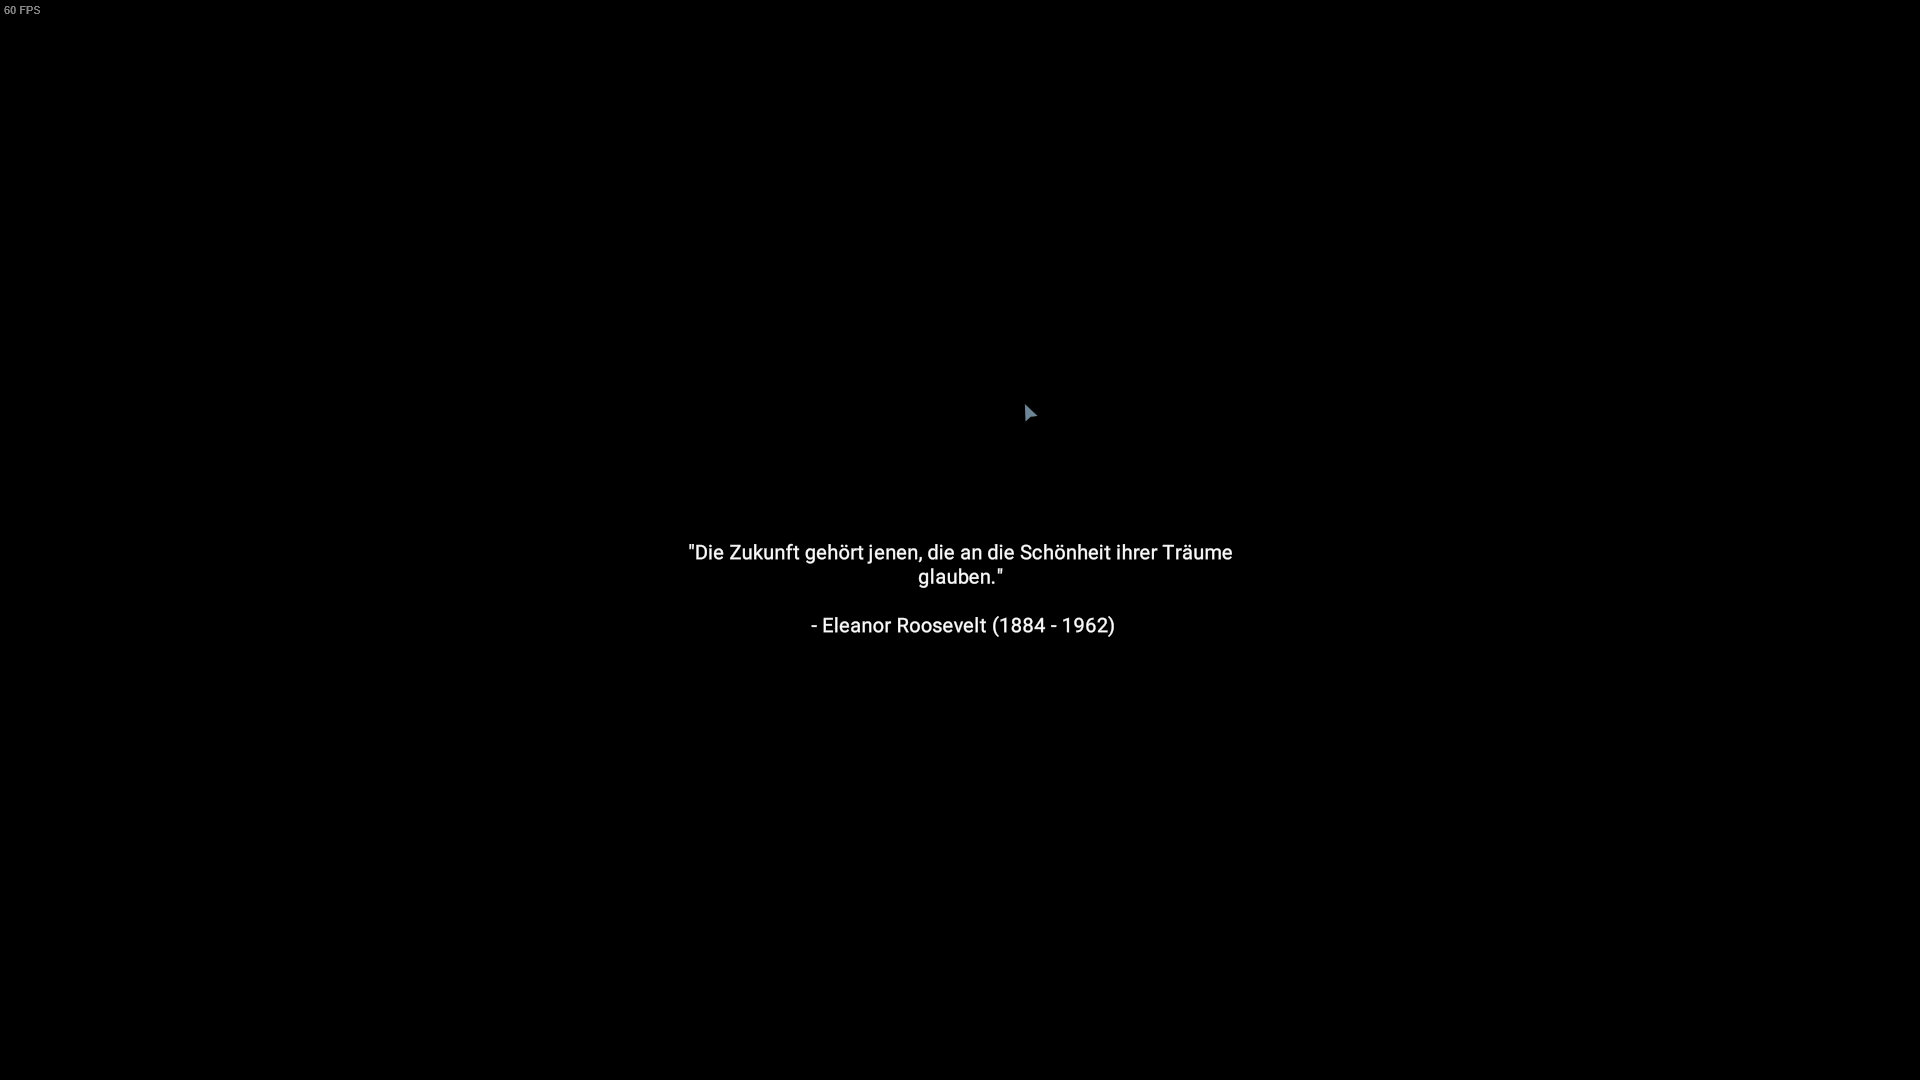 60 FPS
"Die Zukunft gehört jenen, die an die Schönheit ihrer Träume
glauben."
- Eleanor Roosevelt (1884 - 1962)